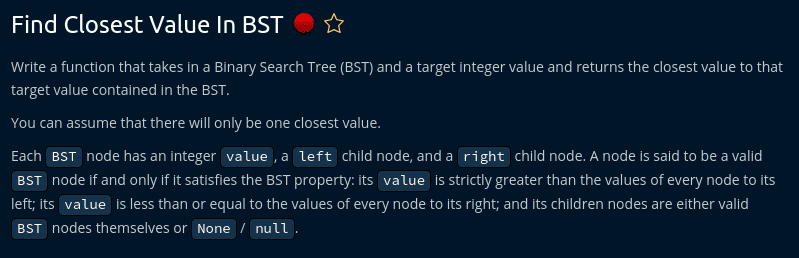 Find Closest Value In BST
Write a function that takes in a Binary Search Tree (BST) and a target integer value and returns the closest value to that
target value contained in the BST.
You can assume that there will only be one closest value.
Each BST node has an integer value, a left child node, and a right child node. A node is said to be a valid
BST node if and only if it satisfies the BST property: its value is strictly greater than the values of every node to its
left; its value is less than or equal to the values of every node to its right; and its children nodes are either valid
BST nodes themselves or None / null.